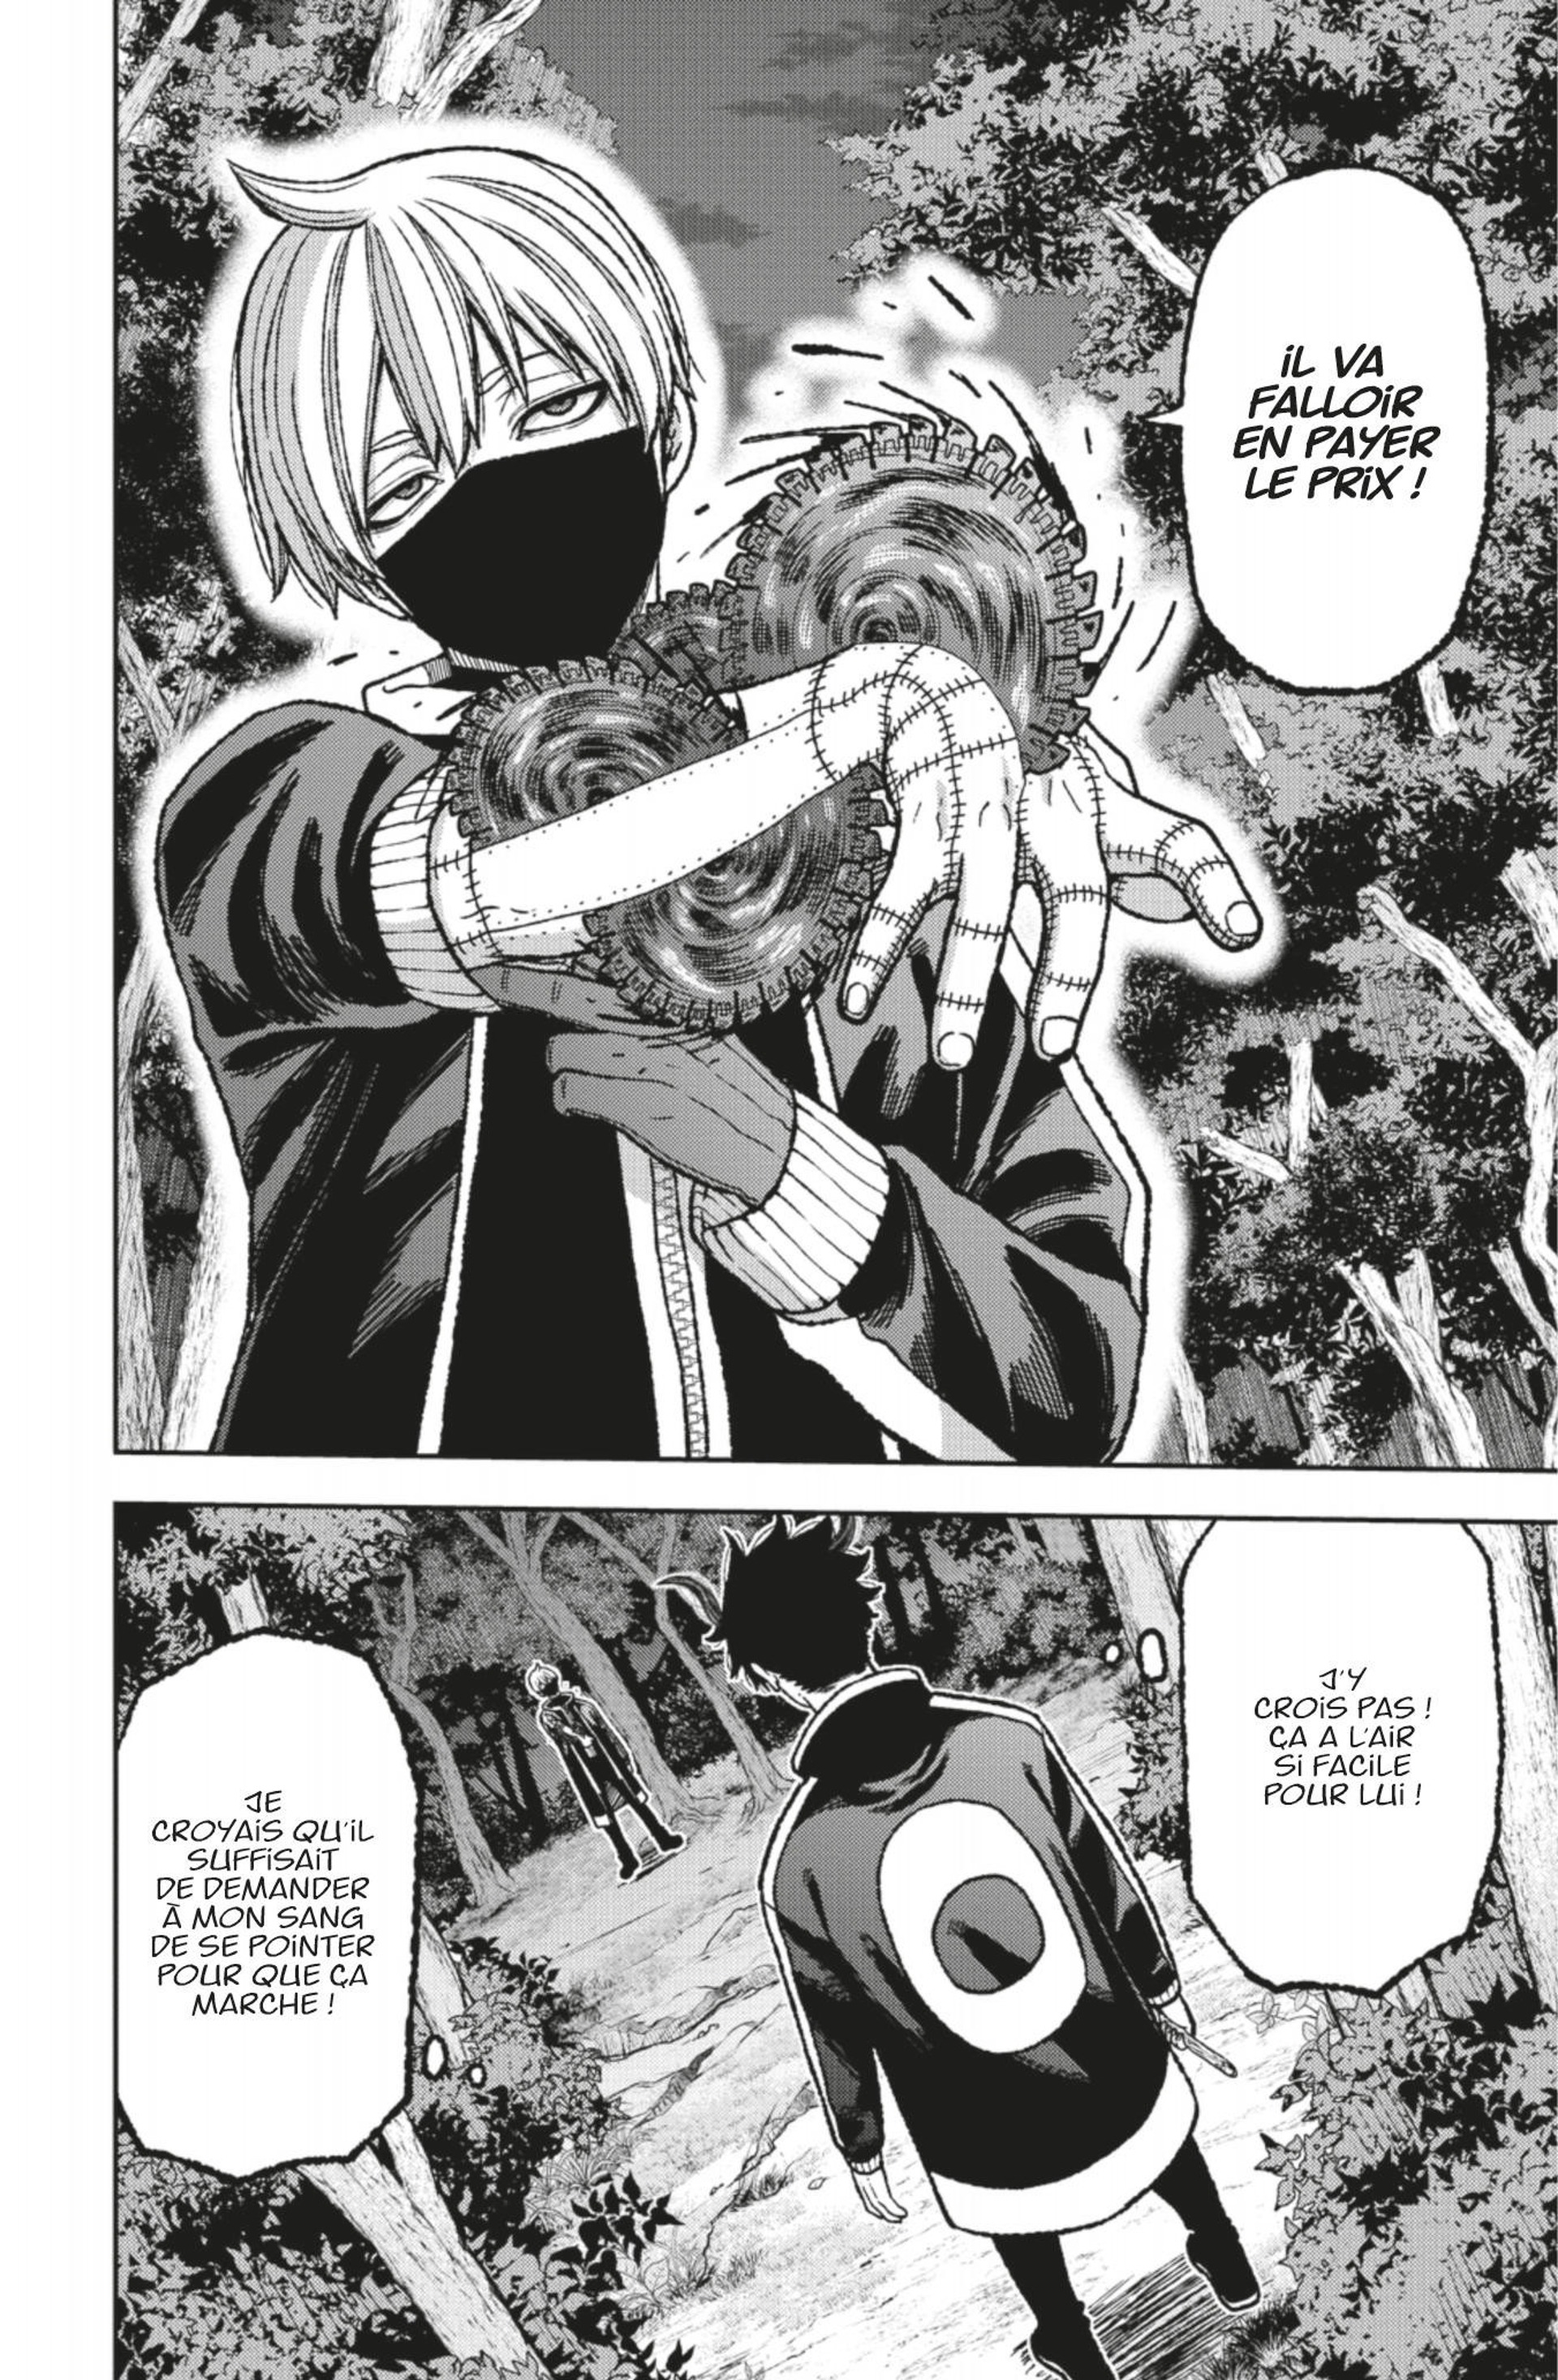 iL VA
FALLOiR
EN PAYER
LE PRiX !
J'Y
CROiS PAS !
ÇA A L'AiR
Si FACiLE
POUR LUi !
JE
CROYAiS QU'iL
SUFFiSAiT
DE DEMANDER
À MON SANG
DE SE POiNTER
POUR QUE ÇA
MARCHE !